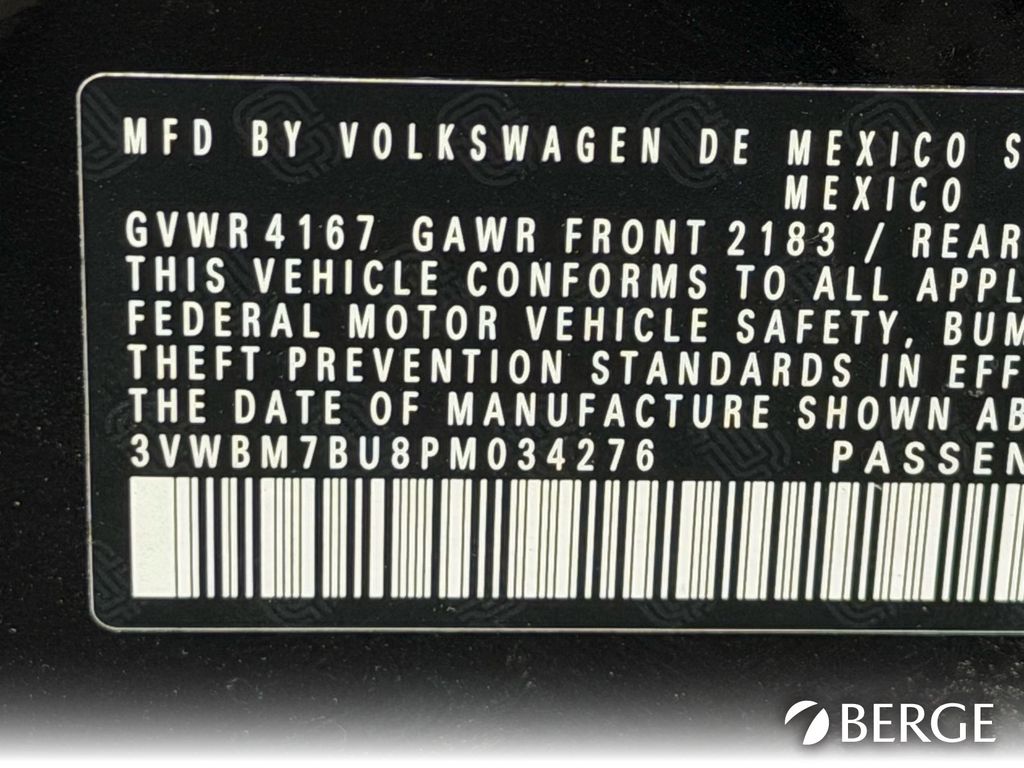 MFD BY VOLKSWAGEN DE MEXICO S
MEXICO
GVWR 4167 GAWR FRONT 2183 / REAR
THIS VEHICLE CONFORMS TO ALL APPL
FEDERAL MOTOR VEHICLE SAFETY, BUM
THEFT PREVENTION STANDARDS IN EFF
THE DATE OF MANUFACTURE SHOWN AB
3VWBM7BU8PM034276 PASSEN
BERGE